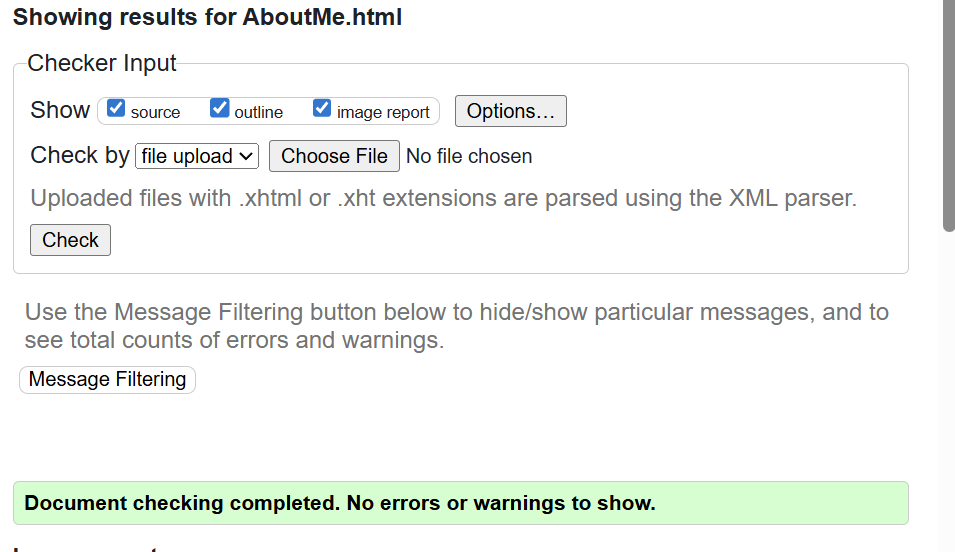 Showing results for AboutMe.html
Checker Input
Show source outline image report Options...
Check by file upload Choose File No file chosen
Uploaded files with .xhtml or .xht extensions are parsed using the XML parser.
Check
Use the Message Filtering button below to hide/show particular messages, and to
see total counts of errors and warnings.
Message Filtering
Document checking completed. No errors or warnings to show.